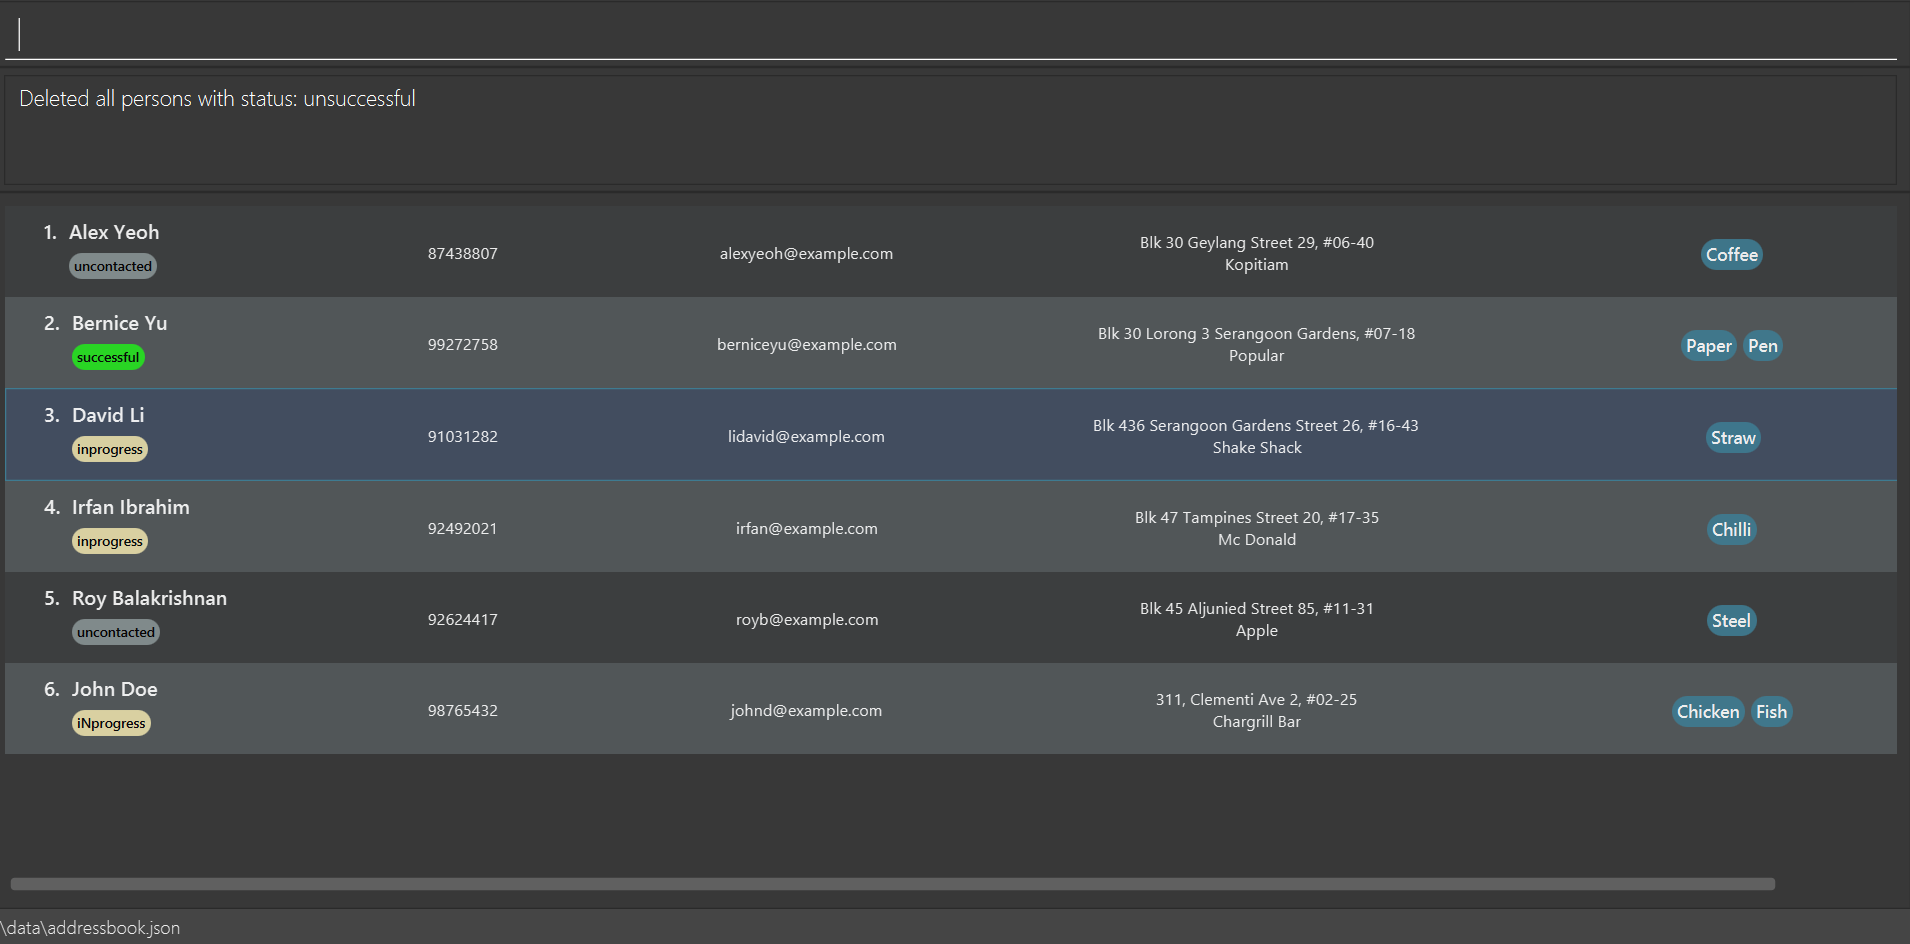 Deleted all persons with status: unsuccessful
1. Alex Yeoh
uncontacted
87438807
alexyeoh@example.com
Blk 30 Geylang Street 29, #06-40
Kopitiam
Coffee
2. Bernice Yu
successful
99272758
berniceyu@example.com
Blk 30 Lorong 3 Serangoon Gardens, #07-18
Popular
Paper Pen
3. David Li
inprogress
91031282
lidavid@example.com
Blk 436 Serangoon Gardens Street 26, #16-43
Shake Shack
Straw
4. Irfan Ibrahim
inprogress
92492021
irfan@example.com
Blk 47 Tampines Street 20, #17-35
Mc Donald
Chilli
5. Roy Balakrishnan
uncontacted
92624417
royb@example.com
Blk 45 Aljunied Street 85, #11-31
Apple
Steel
6. John Doe
iNprogress
98765432
johnd@example.com
311, Clementi Ave 2, #02-25
Chargrill Bar
Chicken Fish
\data\addressbook.json